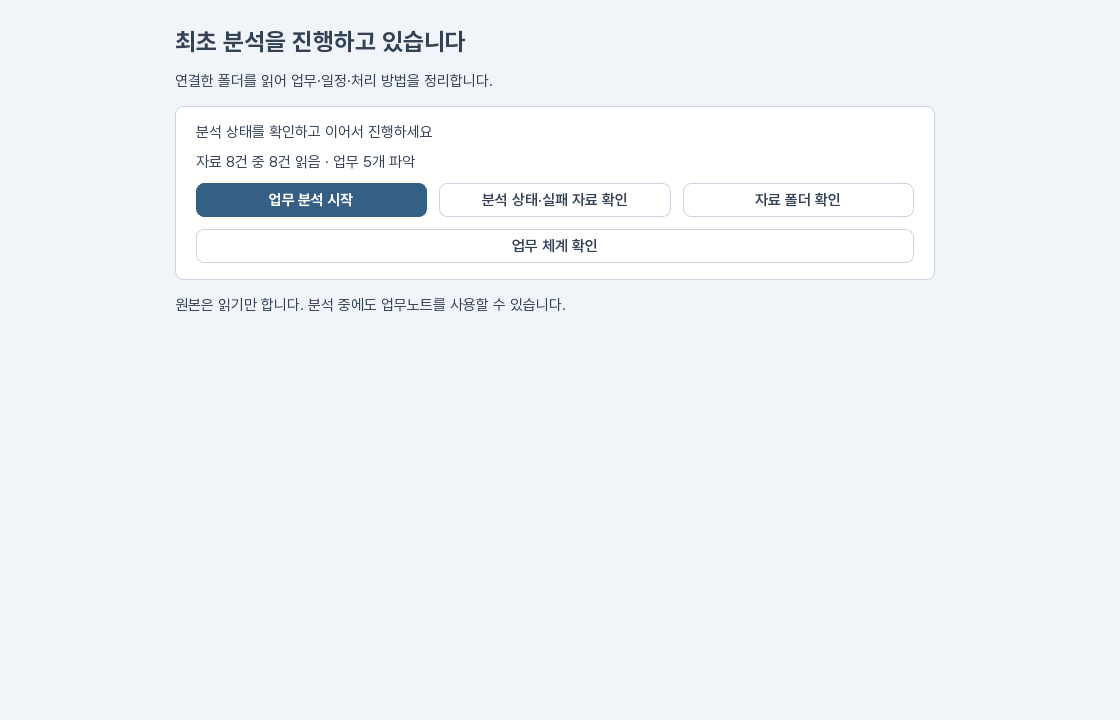 최초 분석을 진행하고 있습니다
연결한 폴더를 읽어 업무·일정·처리 방법을 정리합니다.
분석 상태를 확인하고 이어서 진행하세요
자료 8건 중 8건 읽음 · 업무 5개 파악
업무 분석 시작
분석 상태·실패 자료 확인
자료 폴더 확인
업무 체계 확인
원본은 읽기만 합니다. 분석 중에도 업무노트를 사용할 수 있습니다.